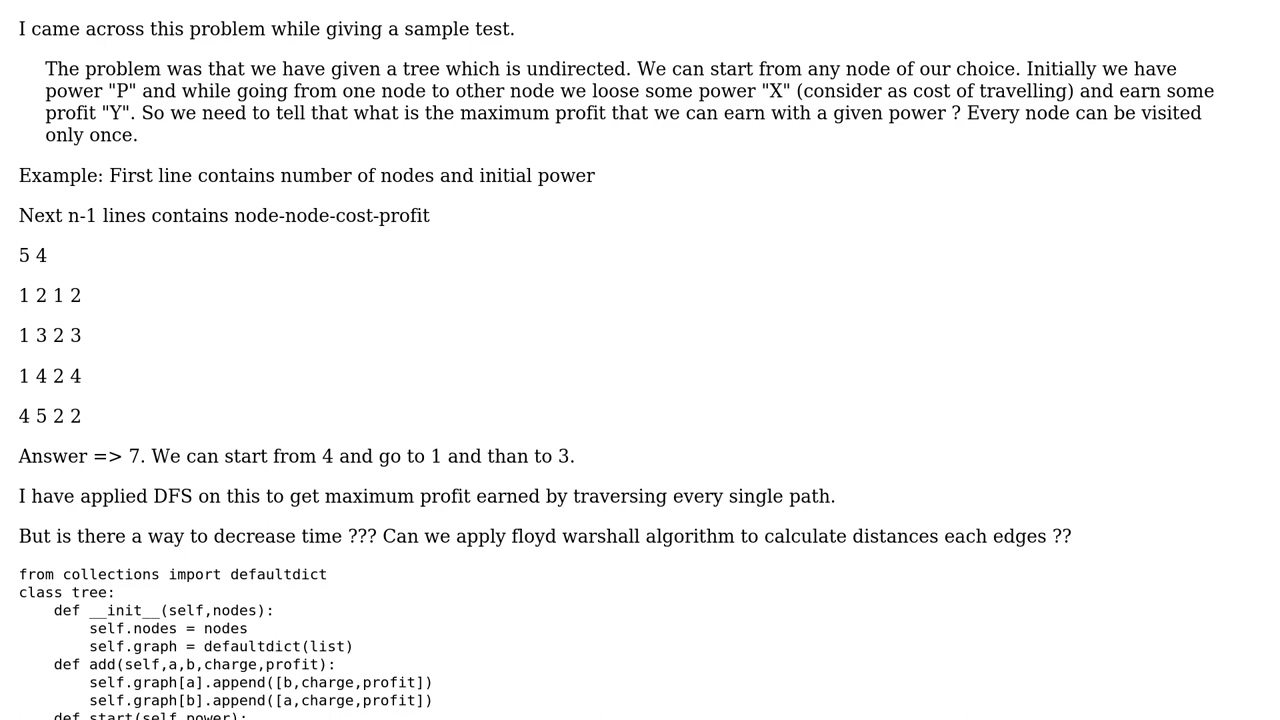 I came across this problem while giving a sample test.
The problem was that we have given a tree which is undirected. We can start from any node of our choice. Initially we have
power "P" and while going from one node to other node we loose some power "X" (consider as cost of travelling) and earn some
profit "Y". So we need to tell that what is the maximum profit that we can earn with a given power ? Every node can be visited
only once.
Example: First line contains number of nodes and initial power
Next n-1 lines contains node-node-cost-profit
5 4
1 2 1 2
1 3 2 3
1 4 2 4
4 5 2 2
Answer => 7. We can start from 4 and go to 1 and than to 3.
I have applied DFS on this to get maximum profit earned by traversing every single path.
But is there a way to decrease time ??? Can we apply floyd warshall algorithm to calculate distances each edges ??
from collections import defaultdict
class tree:
    def __init__(self,nodes):
        self.nodes = nodes
        self.graph = defaultdict(list)
    def add(self,a,b,charge,profit):
        self.graph[a].append([b,charge,profit])
        self.graph[b].append([a,charge,profit])
    def start(self,power):